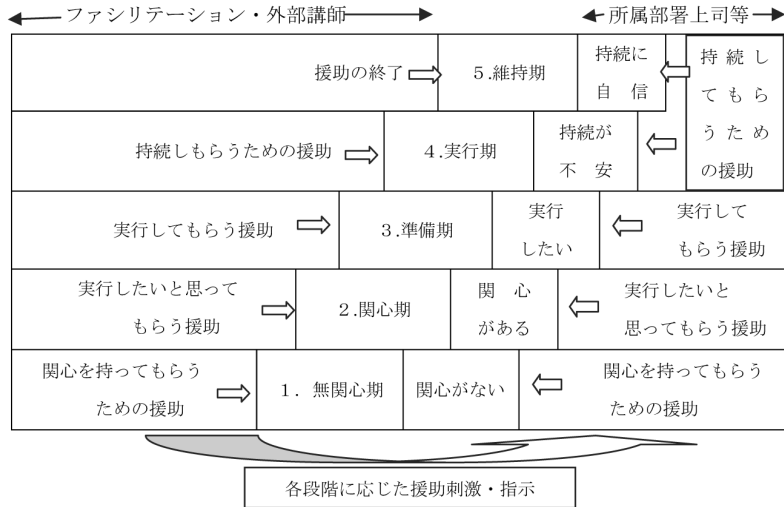 ファシリテーション・外部講師
所属部署上司等
援助の終了
5.維持期
持続に
自 信
持 続 し
て も ら
う た め
の 援 助
持続しもらうための援助
4.実行期
持続が
不 安
実行してもらう援助
3.準備期
実行
したい
実行して
もらう援助
実行したいと思って
もらう援助
2.関心期
関 心
がある
実行したいと
思ってもらう援助
関心を持ってもらう
ための援助
1. 無関心期
関心がない
関心を持ってもらう
ための援助
各段階に応じた援助刺激・指示